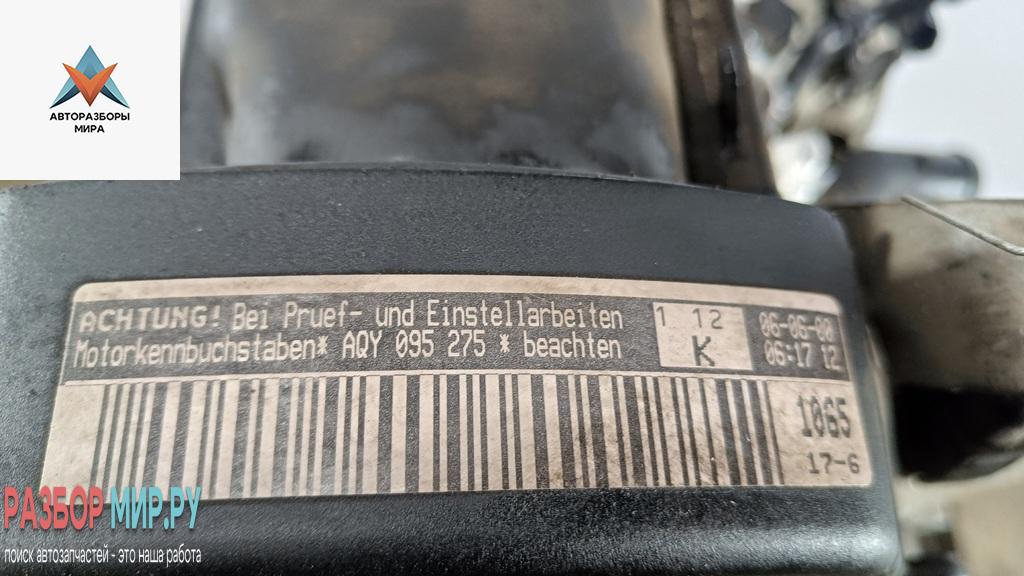 АВТОРАЗБОРЫ
МИРА
ACHTUNG! Bei Pruef- und Einstellarbeiten
Motorkennbuchstaben* AQY 095 275 * beachten
1 12
K
06-06-00
06:17 12
1065
17-6
РАЗБОР МИР.РУ
поиск автозапчастей - это наша работа